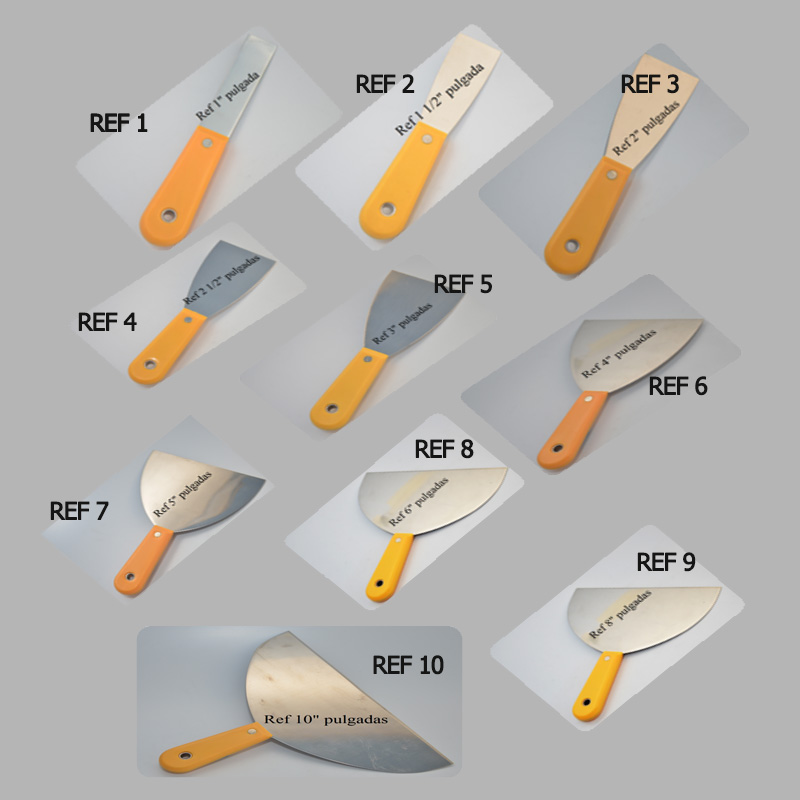 REF 1
Ref 1" pulgada
REF 2
Ref 1 1/2" pulgada
REF 3
Ref 2" pulgadas
REF 4
Ref 2 1/2" pulgadas
REF 5
Ref 3" pulgadas
REF 6
Ref 4" pulgadas
REF 7
Ref 5" pulgadas
REF 8
Ref 6" pulgadas
REF 9
Ref 8" pulgadas
REF 10
Ref 10" pulgadas